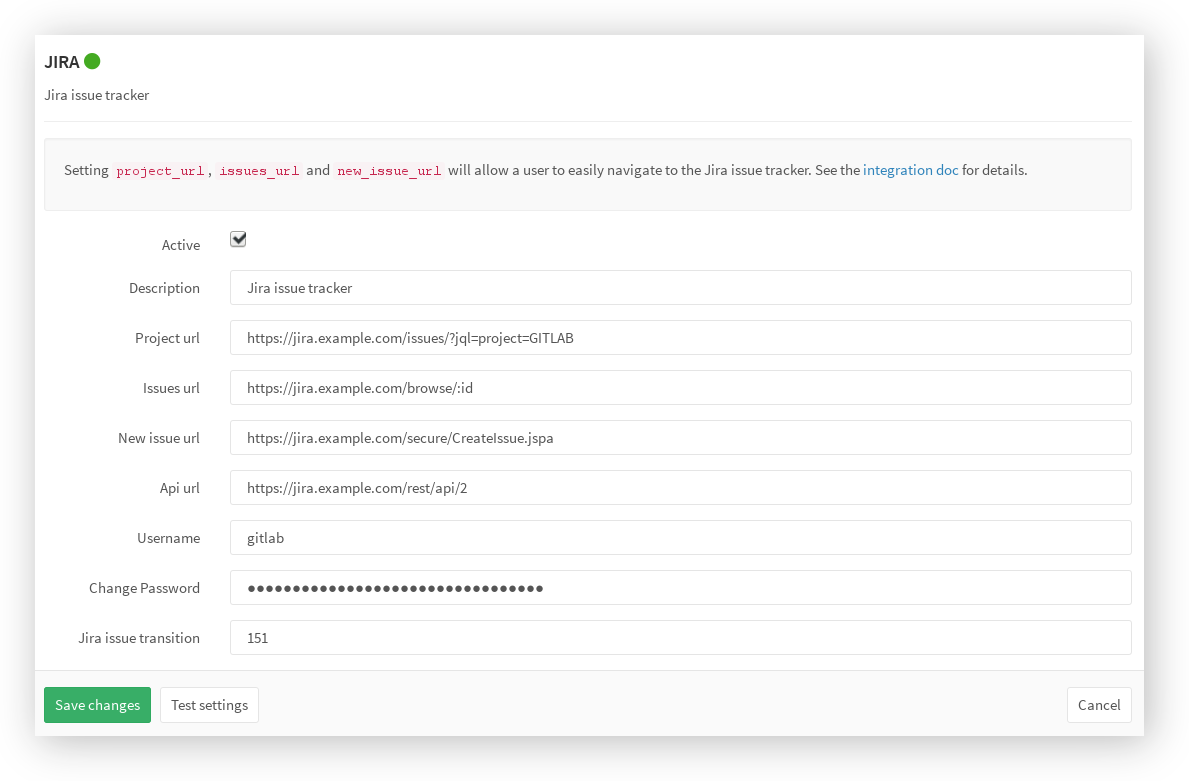 JIRA
Jira issue tracker
Setting project_url, issues_url and new_issue_url will allow a user to easily navigate to the Jira issue tracker. See the integration doc for details.
Active
Description Jira issue tracker
Project url https://jira.example.com/issues/?jql=project=GITLAB
Issues url https://jira.example.com/browse/:id
New issue url https://jira.example.com/secure/CreateIssue.jspa
Api url https://jira.example.com/rest/api/2
Username gitlab
Change Password •••••••••••••••••••••••••••••••••
Jira issue transition 151
Save changes Test settings Cancel